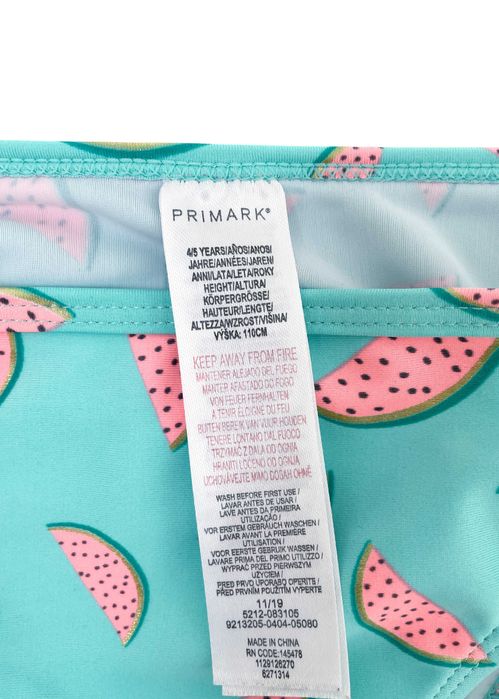 PRIMARK®
4/5 YEARS/AÑOS/ANOS/
JAHRE/ANNÉES/JAREN/
ANNI/LATA/LETA/ROKY
HEIGHT/ALTURA/
KÖRPERGRÖSSE/
HAUTEUR/LENGTE/
ALTEZZA/WZROST/VIŠINA/
VÝŠKA: 110CM
KEEP AWAY FROM FIRE
MANTENER ALEJADO DEL FUEGO
MANTER AFASTADO DO FOGO
VON FEUER FERNHALTEN
A TENIR ÉLOIGNE DU FEU
BUITEN BEREIK VAN VUUR HOUDEN
TENERE LONTANO DAL FUOCO
TRZYMAĆ Z DALA OD OGNIA
HRANITI LOČENO OD OGNJA
UCHOVÁVEJTE MIMO DOSAH OHNĚ
WASH BEFORE FIRST USE /
LAVAR ANTES DE USAR /
LAVE ANTES DA PRIMEIRA
UTILIZAÇÃO /
VOR ERSTEM GEBRAUCH WASCHEN /
LAVER AVANT LA PREMIÈRE
UTILISATION /
VOOR EERSTE GEBRUIK WASSEN /
LAVARE PRIMA DEL PRIMO UTILIZZO /
WYPRAĆ PRZED PIERWSZYM
UŻYCIEM /
PRED PRVO UPORABO OPERITE /
PŘED PRVNÍM POUŽITÍM VYPERTE
11/19
5212-083105
9213205-0404-05080
MADE IN CHINA
RN CODE: 145478
1129126270
6271314